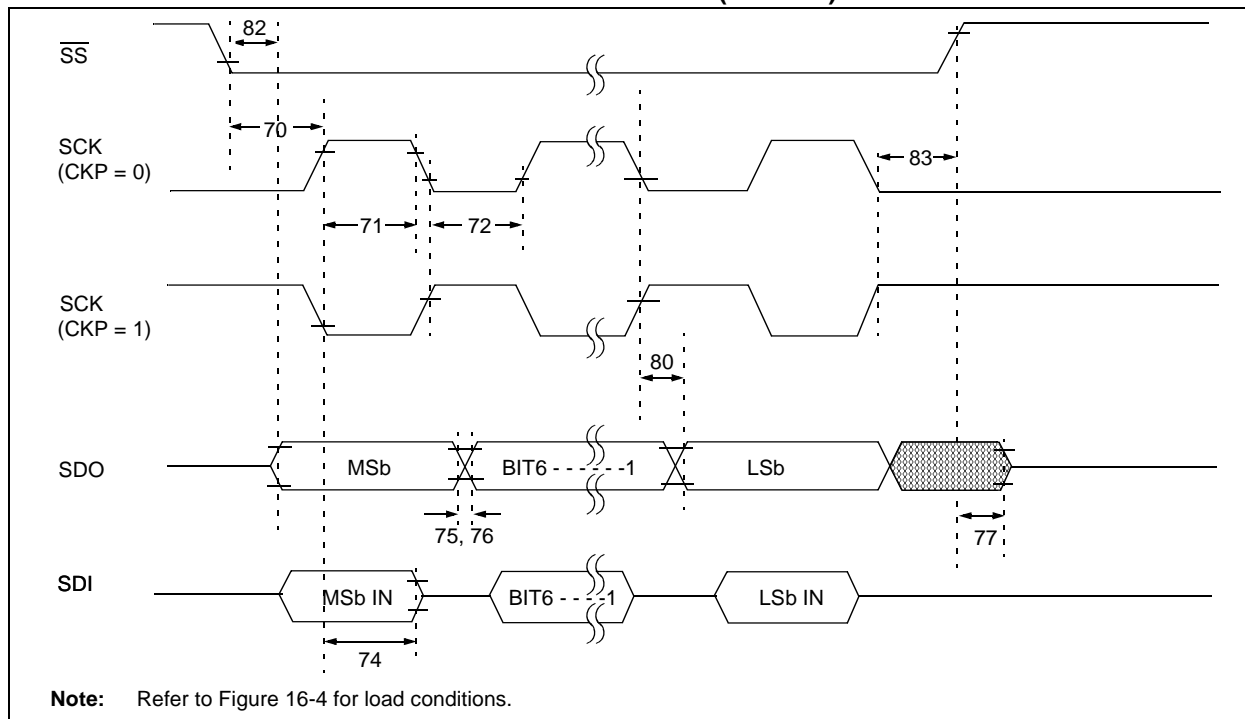 82
SS
70
SCK
(CKP = 0)
83
71
72
SCK
(CKP = 1)
80
SDO
MSb
BIT6 - - - - - -1
LSb
75, 76
77
SDI
MSb IN
BIT6 - - - -1
LSb IN
74
Note: Refer to Figure 16-4 for load conditions.